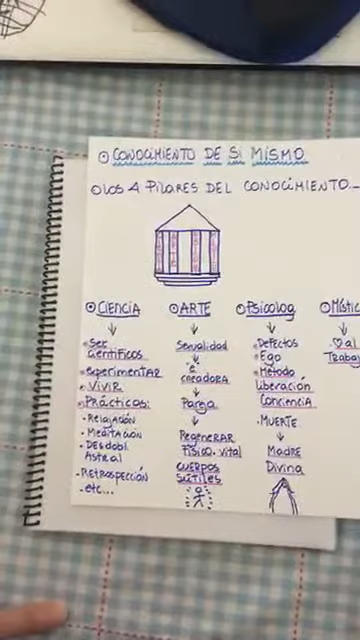 CONOCIMIENTO DE SI MISMO
LOS 4 PILARES DEL CONOCIMIENTO
CIENCIA
Ser
Científicos
experimentar
VIVIR
PRÁCTICOS:
RELAJACIÓN
MEDITACIÓN
DESDOBL.
Astral
RETROSPECCIÓN
etc...
ARTE
Sexualidad
creadora
Pareja
Regenerar
Físico. vital
CUERPOS
SUTILES
Psicolog
DeFectos
Ego
Método
liberación
Conciencia
MUERTE
MADRE
Divina